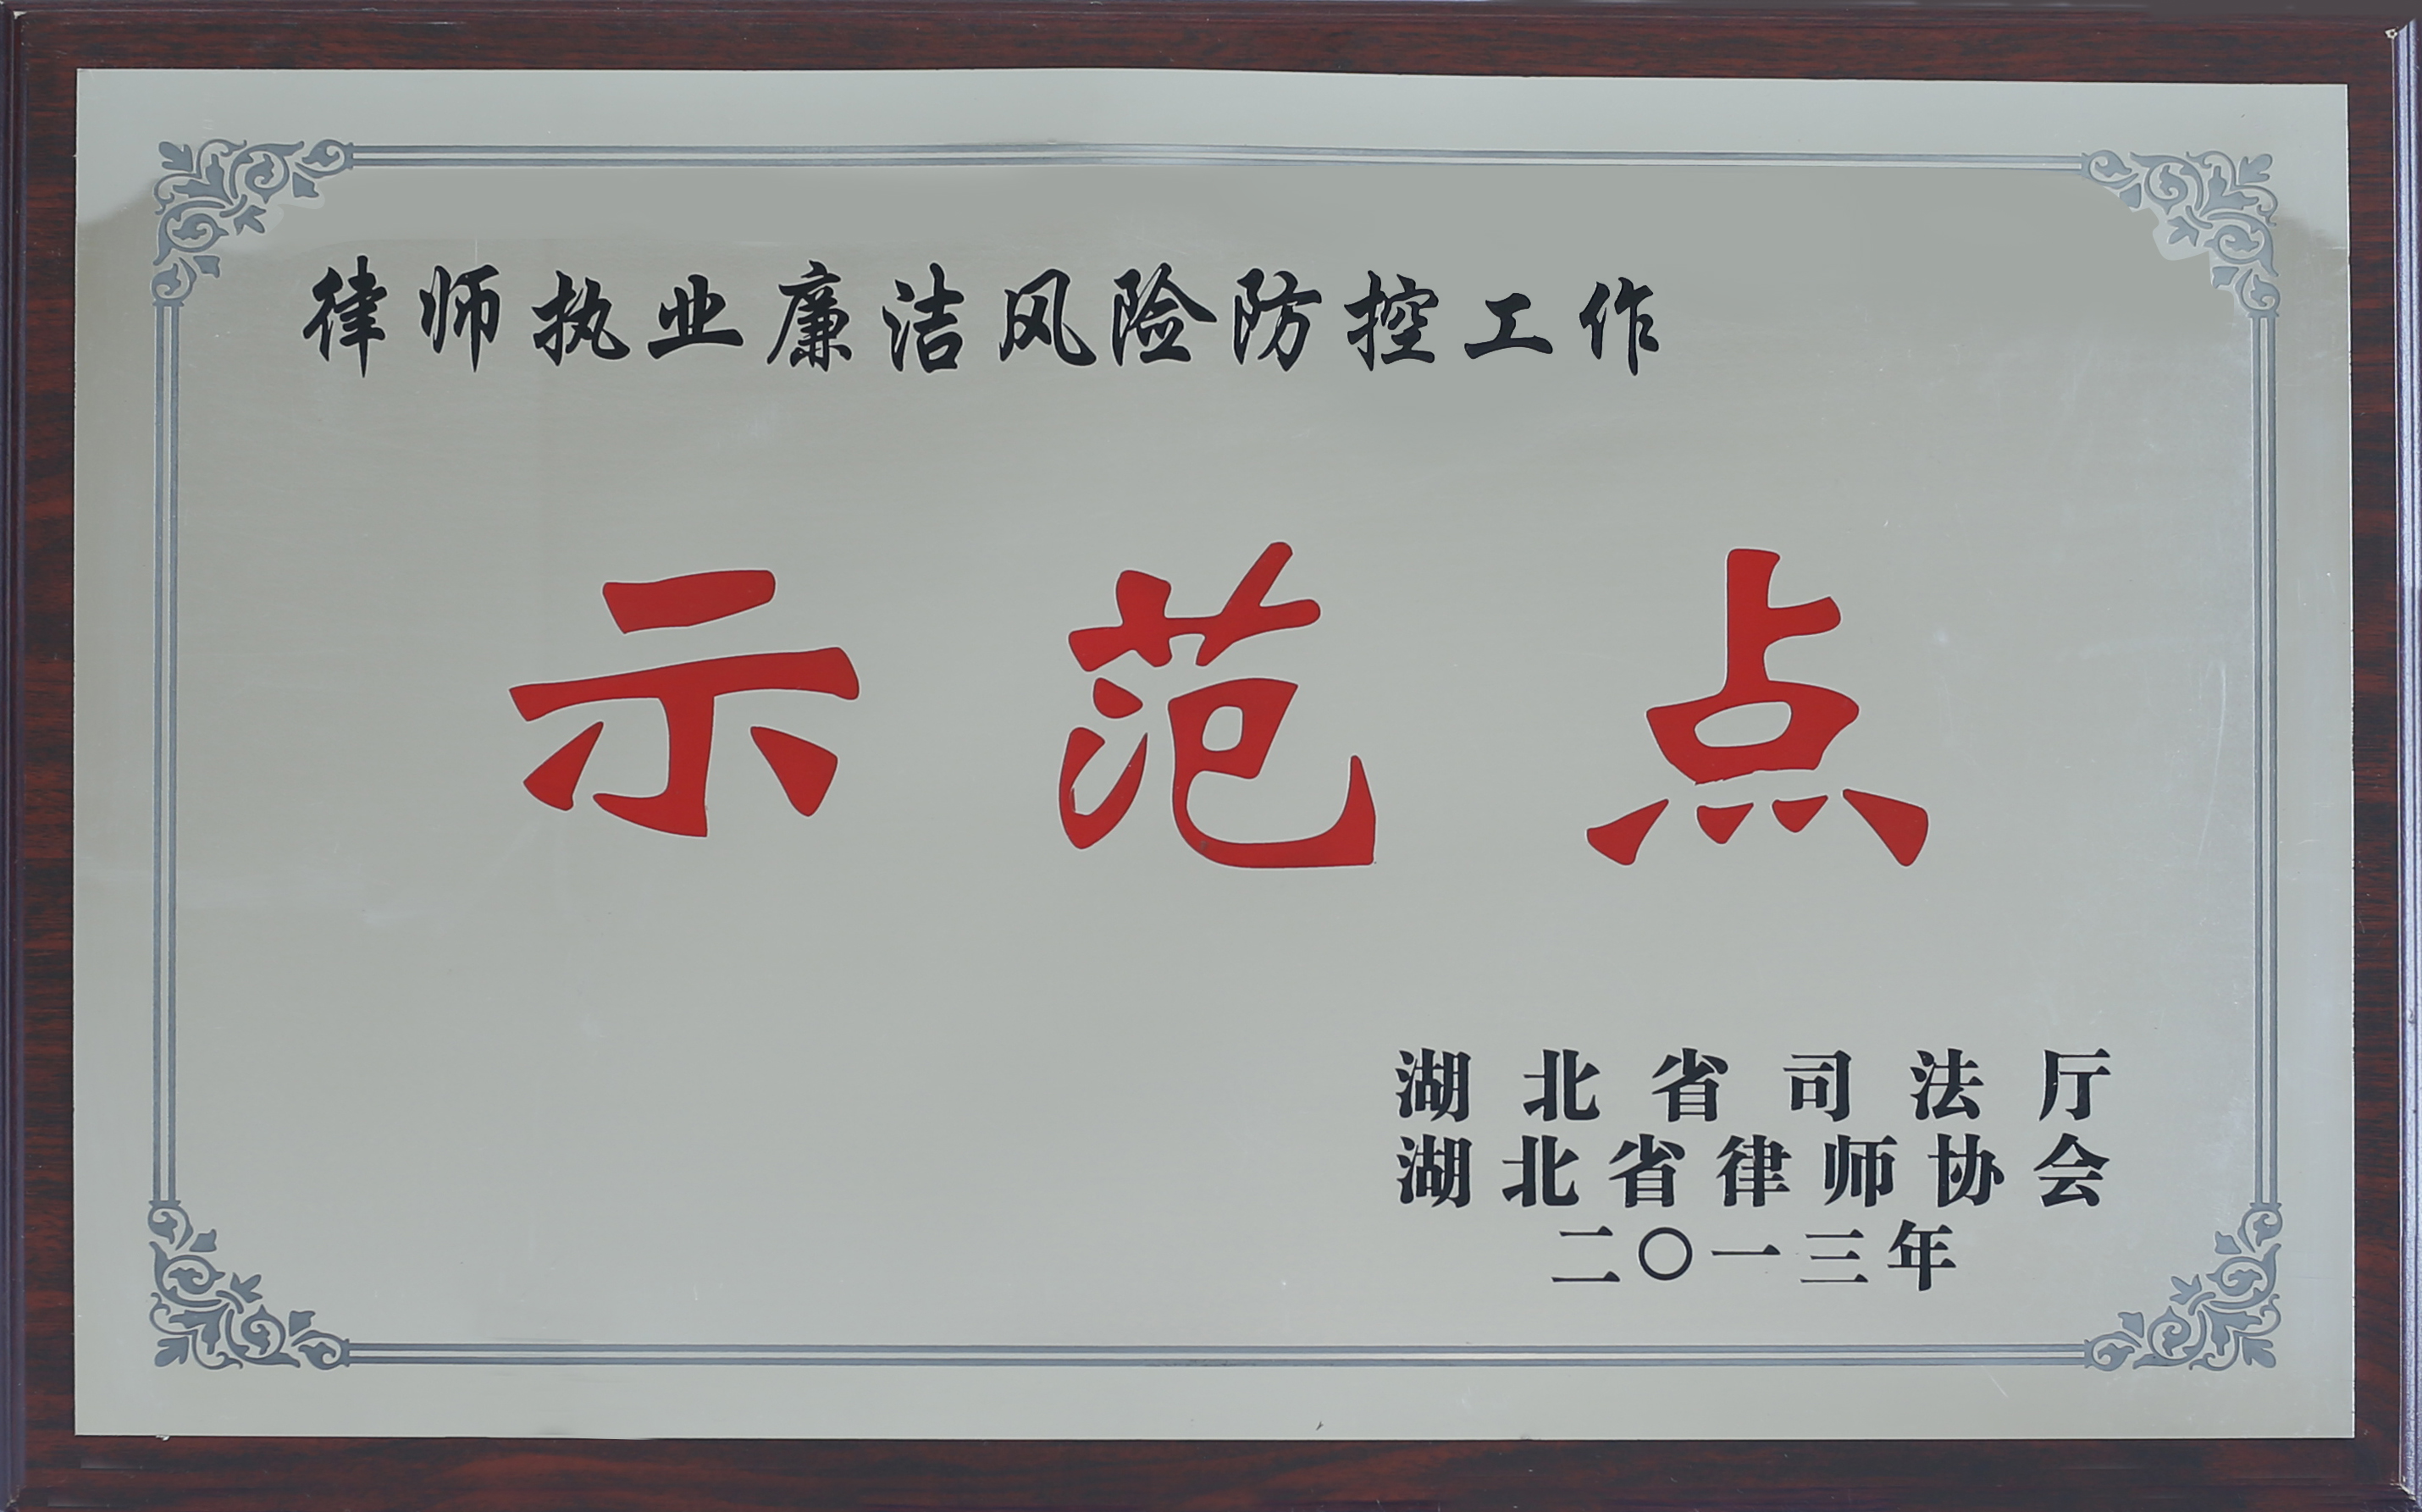 律师执业廉洁风险防控工作
示范点
湖北省司法厅
湖北省律师协会
二〇一三年